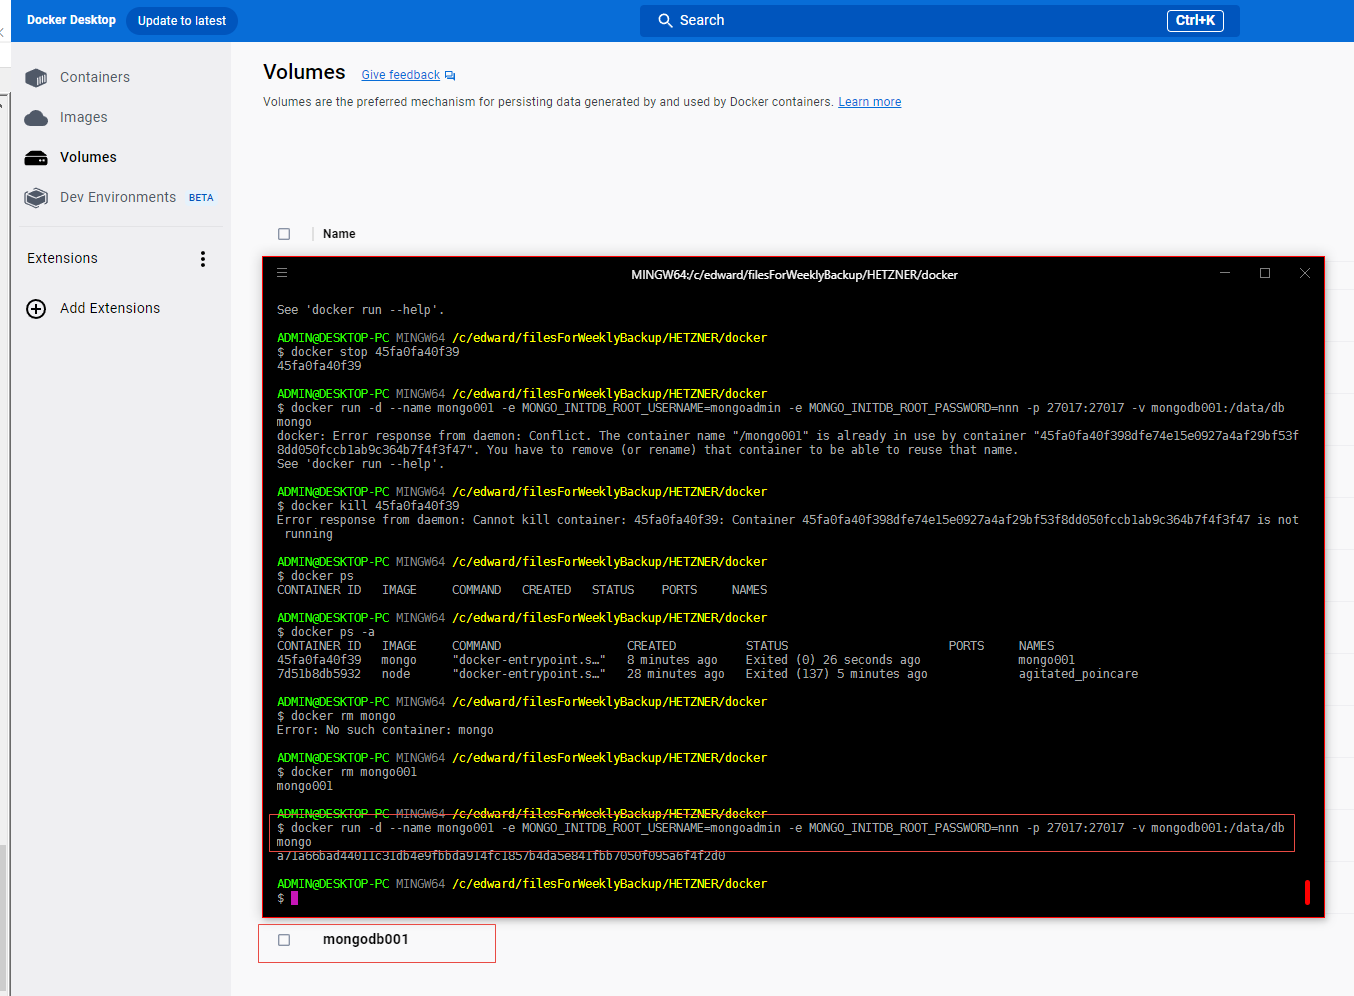 Docker Desktop
Update to latest
Search
Ctrl+K
Containers
Images
Volumes
Dev Environments BETA
Extensions
Add Extensions
Volumes Give feedback
Volumes are the preferred mechanism for persisting data generated by and used by Docker containers. Learn more
Name
MINGW64:/c/edward/filesForWeeklyBackup/HETZNER/docker
See 'docker run --help'.
ADMIN@DESKTOP-PC MINGW64 /c/edward/filesForWeeklyBackup/HETZNER/docker
$ docker stop 45fa0fa40f39
45fa0fa40f39
ADMIN@DESKTOP-PC MINGW64 /c/edward/filesForWeeklyBackup/HETZNER/docker
$ docker run -d --name mongo001 -e MONGO_INITDB_ROOT_USERNAME=mongoadmin -e MONGO_INITDB_ROOT_PASSWORD=nnn -p 27017:27017 -v mongodb001:/data/db
mongo
docker: Error response from daemon: Conflict. The container name "/mongo001" is already in use by container "45fa0fa40f398dfe74e15e0927a4af29bf53f
8dd050fccb1ab9c364b7f4f3f47". You have to remove (or rename) that container to be able to reuse that name.
See 'docker run --help'.
ADMIN@DESKTOP-PC MINGW64 /c/edward/filesForWeeklyBackup/HETZNER/docker
$ docker kill 45fa0fa40f39
Error response from daemon: Cannot kill container: 45fa0fa40f39: Container 45fa0fa40f398dfe74e15e0927a4af29bf53f8dd050fccb1ab9c364b7f4f3f47 is not
running
ADMIN@DESKTOP-PC MINGW64 /c/edward/filesForWeeklyBackup/HETZNER/docker
$ docker ps
CONTAINER ID IMAGE COMMAND CREATED STATUS PORTS NAMES
ADMIN@DESKTOP-PC MINGW64 /c/edward/filesForWeeklyBackup/HETZNER/docker
$ docker ps -a
CONTAINER ID IMAGE COMMAND CREATED STATUS PORTS NAMES
45fa0fa40f39 mongo "docker-entrypoint.s…" 8 minutes ago Exited (0) 26 seconds ago mongo001
7d51b8db5932 node "docker-entrypoint.s…" 28 minutes ago Exited (137) 5 minutes ago agitated_poincare
ADMIN@DESKTOP-PC MINGW64 /c/edward/filesForWeeklyBackup/HETZNER/docker
$ docker rm mongo
Error: No such container: mongo
ADMIN@DESKTOP-PC MINGW64 /c/edward/filesForWeeklyBackup/HETZNER/docker
$ docker rm mongo001
mongo001
ADMIN@DESKTOP-PC MINGW64 /c/edward/filesForWeeklyBackup/HETZNER/docker
$ docker run -d --name mongo001 -e MONGO_INITDB_ROOT_USERNAME=mongoadmin -e MONGO_INITDB_ROOT_PASSWORD=nnn -p 27017:27017 -v mongodb001:/data/db
mongo
a71a66bad44011c31db4e9fbbda914fc1857b4da5e841fbb7050f095a6f4f2d0
ADMIN@DESKTOP-PC MINGW64 /c/edward/filesForWeeklyBackup/HETZNER/docker
$
mongodb001